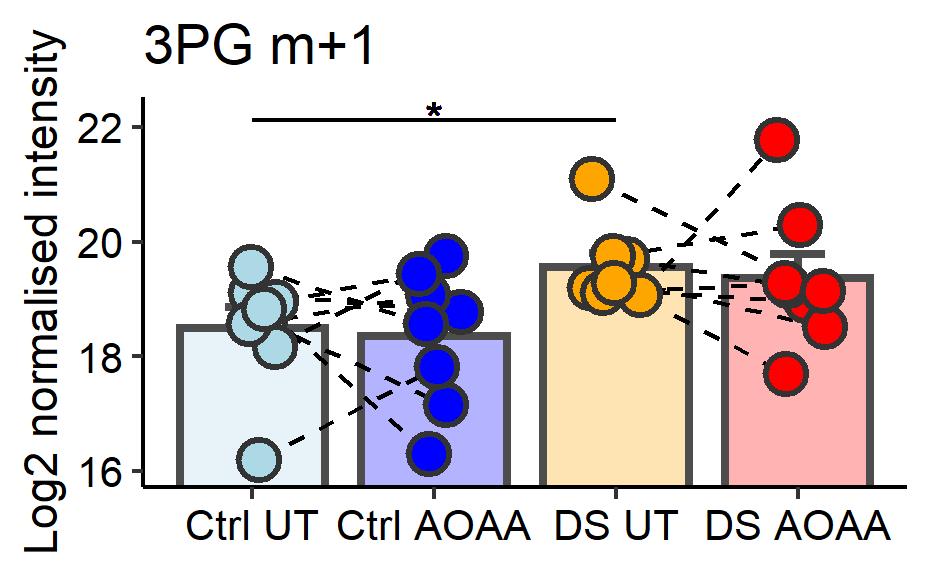 3PG m+1
Log2 normalised intensity
*
22
20
18
16
Ctrl UT
Ctrl AOAA
DS UT
DS AOAA